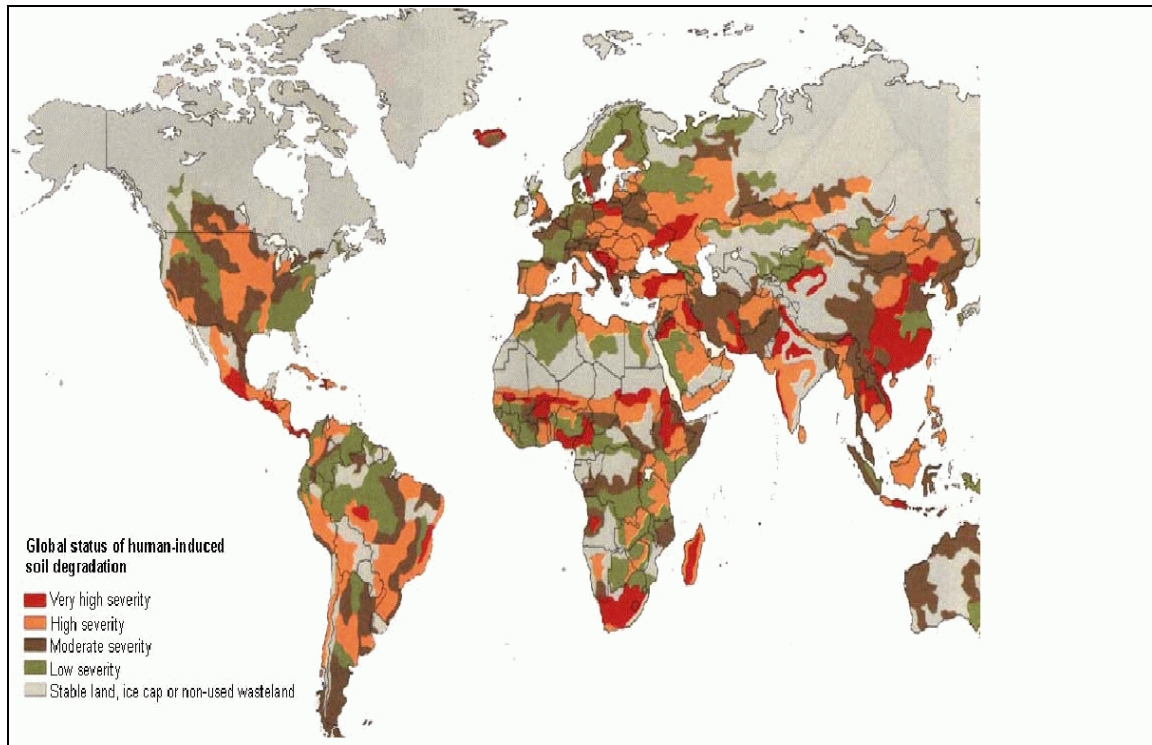 Global status of human-induced
soil degradation
Very high severity
High severity
Moderate severity
Low severity
Stable land, ice cap or non-used wasteland